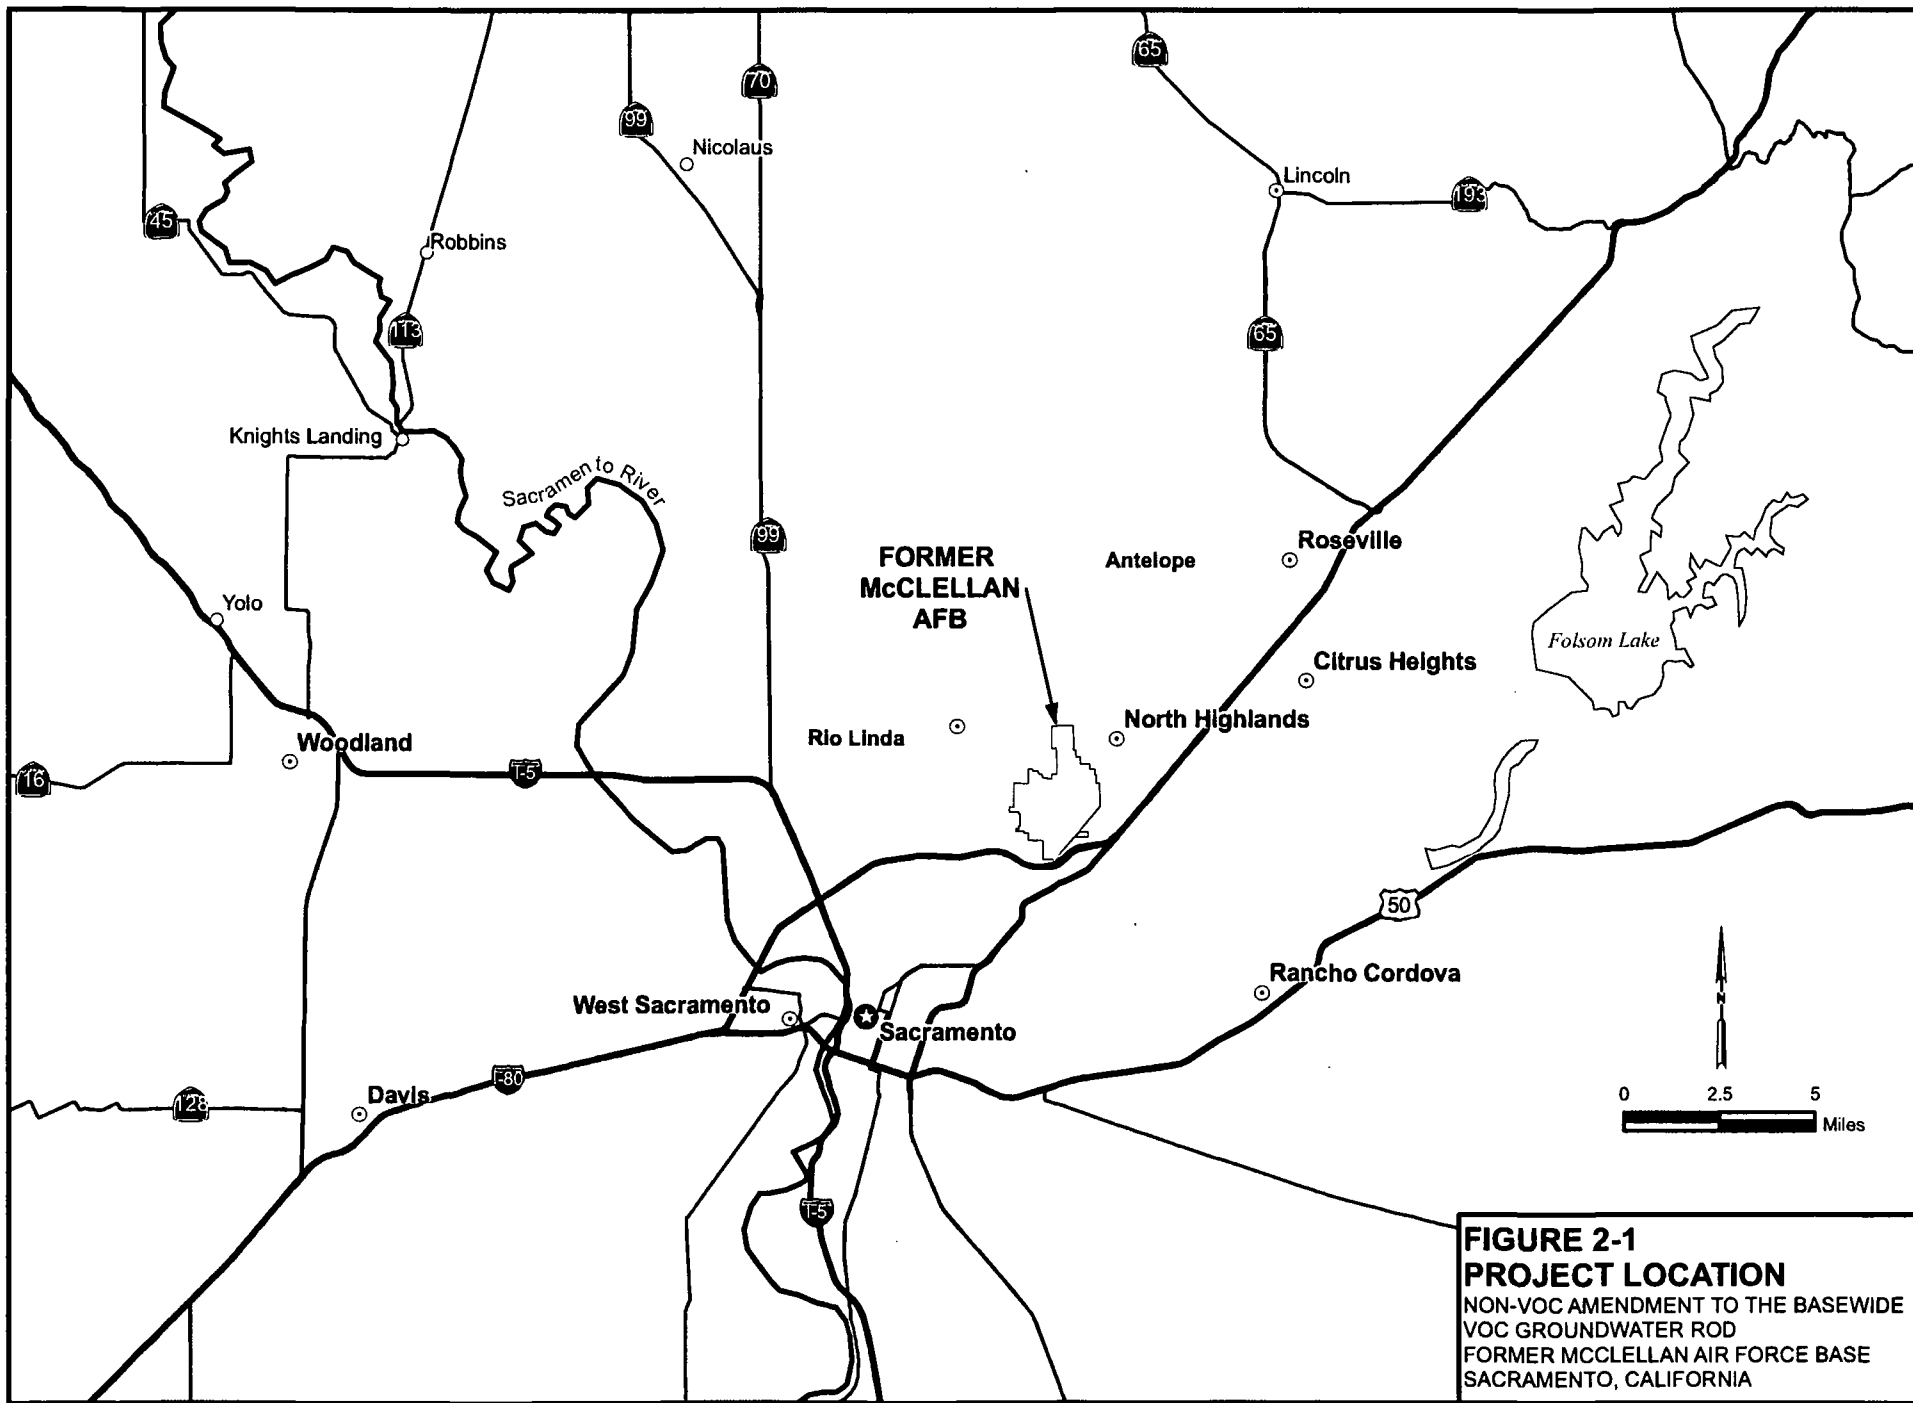 65
70
99
Nicolaus
Lincoln
193
45
Robbins
113
65
Knights Landing
Sacramento River
99
FORMER
McCLELLAN
AFB
Antelope
Roseville
Yolo
Folsom Lake
Citrus Heights
North Highlands
Rio Linda
Woodland
I-5
16
50
Rancho Cordova
N
West Sacramento
Sacramento
I-80
Davis
128
0 2.5 5
Miles
I-5
FIGURE 2-1
PROJECT LOCATION
NON-VOC AMENDMENT TO THE BASEWIDE
VOC GROUNDWATER ROD
FORMER MCCLELLAN AIR FORCE BASE
SACRAMENTO, CALIFORNIA